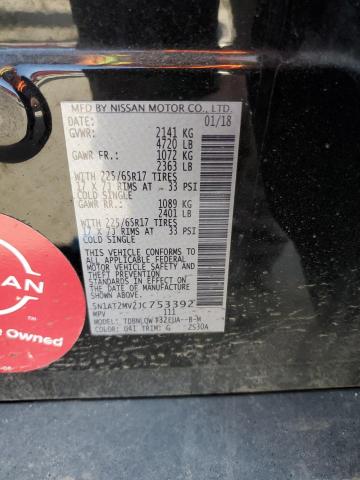 MFD BY NISSAN MOTOR CO., LTD.
DATE: 01/18
GVWR: 2141 KG
4720 LB
GAWR FR: 1072 KG
2363 LB
WITH 225/65R17 TIRES
17 X 7J RIMS AT 33 PSI
COLD SINGLE
GAWR RR: 1089 KG
2401 LB
WITH 225/65R17 TIRES
17 X 7J RIMS AT 33 PSI
COLD SINGLE
THIS VEHICLE CONFORMS TO ALL
APPLICABLE FEDERAL MOTOR
VEHICLE SAFETY, BUMPER, AND
THEFT PREVENTION STANDARDS
IN EFFECT ON THE DATE OF
MANUFACTURE SHOWN ABOVE.
5N1AT2MV2JC753392
MPV 111
MODEL:
COLOR: G41 TRIM: G ZS304
SAN
e Owned